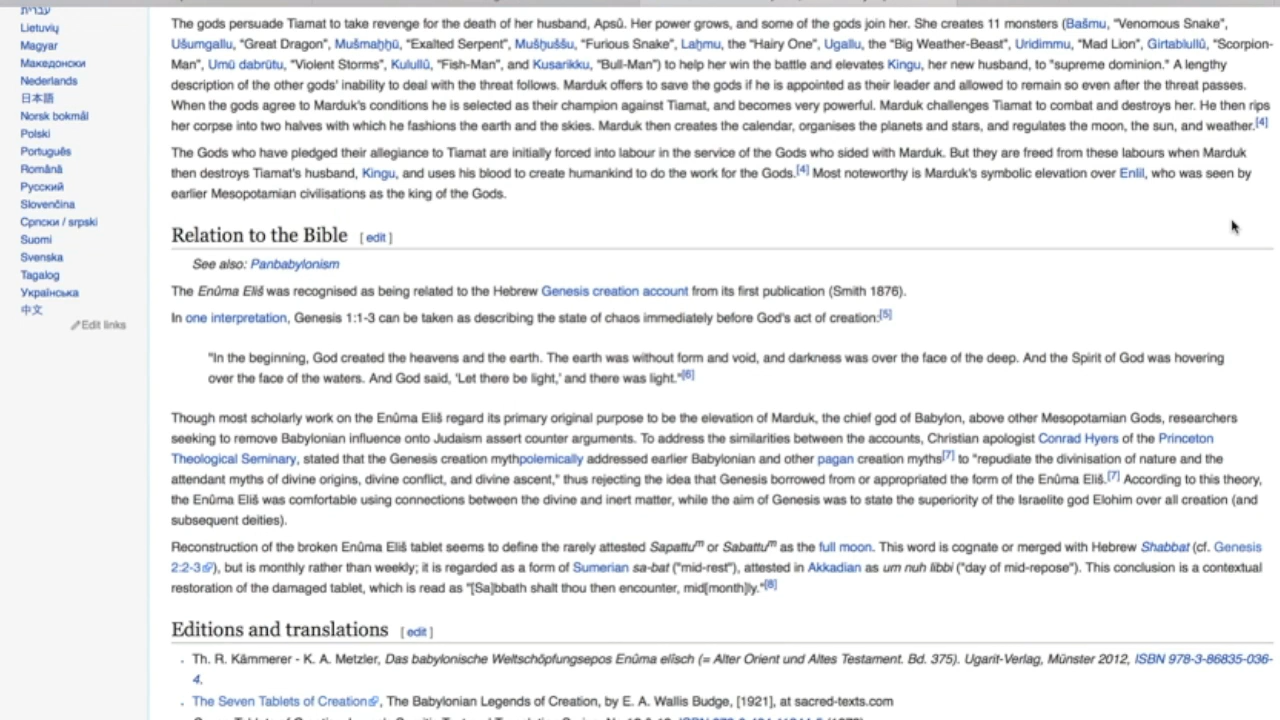 עברית
Lietuvių
Magyar
Македонски
Nederlands
日本語
Norsk bokmål
Polski
Português
Română
Русский
Slovenčina
Српски / srpski
Suomi
Svenska
Tagalog
Українська
中文
Edit links
The gods persuade Tiamat to take revenge for the death of her husband, Apsû. Her power grows, and some of the gods join her. She creates 11 monsters (Bašmu, “Venomous Snake”,
Ušumgallu, “Great Dragon”, Mušmaḫḫū, “Exalted Serpent”, Mušḫuššu, “Furious Snake”, Laḫmu, the “Hairy One”, Ugallu, the “Big Weather-Beast”, Uridimmu, “Mad Lion”, Girtablullû, “Scorpion-
Man”, Umū dabrūtu, “Violent Storms”, Kulullû, “Fish-Man”, and Kusarikku, “Bull-Man”) to help her win the battle and elevates Kingu, her new husband, to "supreme dominion." A lengthy
description of the other gods' inability to deal with the threat follows. Marduk offers to save the gods if he is appointed as their leader and allowed to remain so even after the threat passes.
When the gods agree to Marduk's conditions he is selected as their champion against Tiamat, and becomes very powerful. Marduk challenges Tiamat to combat and destroys her. He then rips
her corpse into two halves with which he fashions the earth and the skies. Marduk then creates the calendar, organises the planets and stars, and regulates the moon, the sun, and weather.[4]
The Gods who have pledged their allegiance to Tiamat are initially forced into labour in the service of the Gods who sided with Marduk. But they are freed from these labours when Marduk
then destroys Tiamat's husband, Kingu, and uses his blood to create humankind to do the work for the Gods.[4] Most noteworthy is Marduk's symbolic elevation over Enlil, who was seen by
earlier Mesopotamian civilisations as the king of the Gods.
Relation to the Bible [ edit ]
See also: Panbabylonism
The Enûma Eliš was recognised as being related to the Hebrew Genesis creation account from its first publication (Smith 1876).
In one interpretation, Genesis 1:1-3 can be taken as describing the state of chaos immediately before God's act of creation:[5]
"In the beginning, God created the heavens and the earth. The earth was without form and void, and darkness was over the face of the deep. And the Spirit of God was hovering
over the face of the waters. And God said, 'Let there be light,' and there was light."[6]
Though most scholarly work on the Enûma Eliš regard its primary original purpose to be the elevation of Marduk, the chief god of Babylon, above other Mesopotamian Gods, researchers
seeking to remove Babylonian influence onto Judaism assert counter arguments. To address the similarities between the accounts, Christian apologist Conrad Hyers of the Princeton
Theological Seminary, stated that the Genesis creation mythpolemically addressed earlier Babylonian and other pagan creation myths[7] to "repudiate the divinisation of nature and the
attendant myths of divine origins, divine conflict, and divine ascent," thus rejecting the idea that Genesis borrowed from or appropriated the form of the Enûma Eliš.[7] According to this theory,
the Enûma Eliš was comfortable using connections between the divine and inert matter, while the aim of Genesis was to state the superiority of the Israelite god Elohim over all creation (and
subsequent deities).
Reconstruction of the broken Enûma Eliš tablet seems to define the rarely attested Sapattuᵐ or Sabattuᵐ as the full moon. This word is cognate or merged with Hebrew Shabbat (cf. Genesis
2:2-3), but is monthly rather than weekly; it is regarded as a form of Sumerian sa-bat ("mid-rest"), attested in Akkadian as um nuh libbi ("day of mid-repose"). This conclusion is a contextual
restoration of the damaged tablet, which is read as "[Sa]bbath shalt thou then encounter, mid[month]ly."[8]
Editions and translations [ edit ]
Th. R. Kämmerer - K. A. Metzler, Das babylonische Weltschöpfungsepos Enūma elîsch (= Alter Orient und Altes Testament. Bd. 375). Ugarit-Verlag, Münster 2012, ISBN 978-3-86835-036-
4.
The Seven Tablets of Creation, The Babylonian Legends of Creation, by E. A. Wallis Budge, [1921], at sacred-texts.com